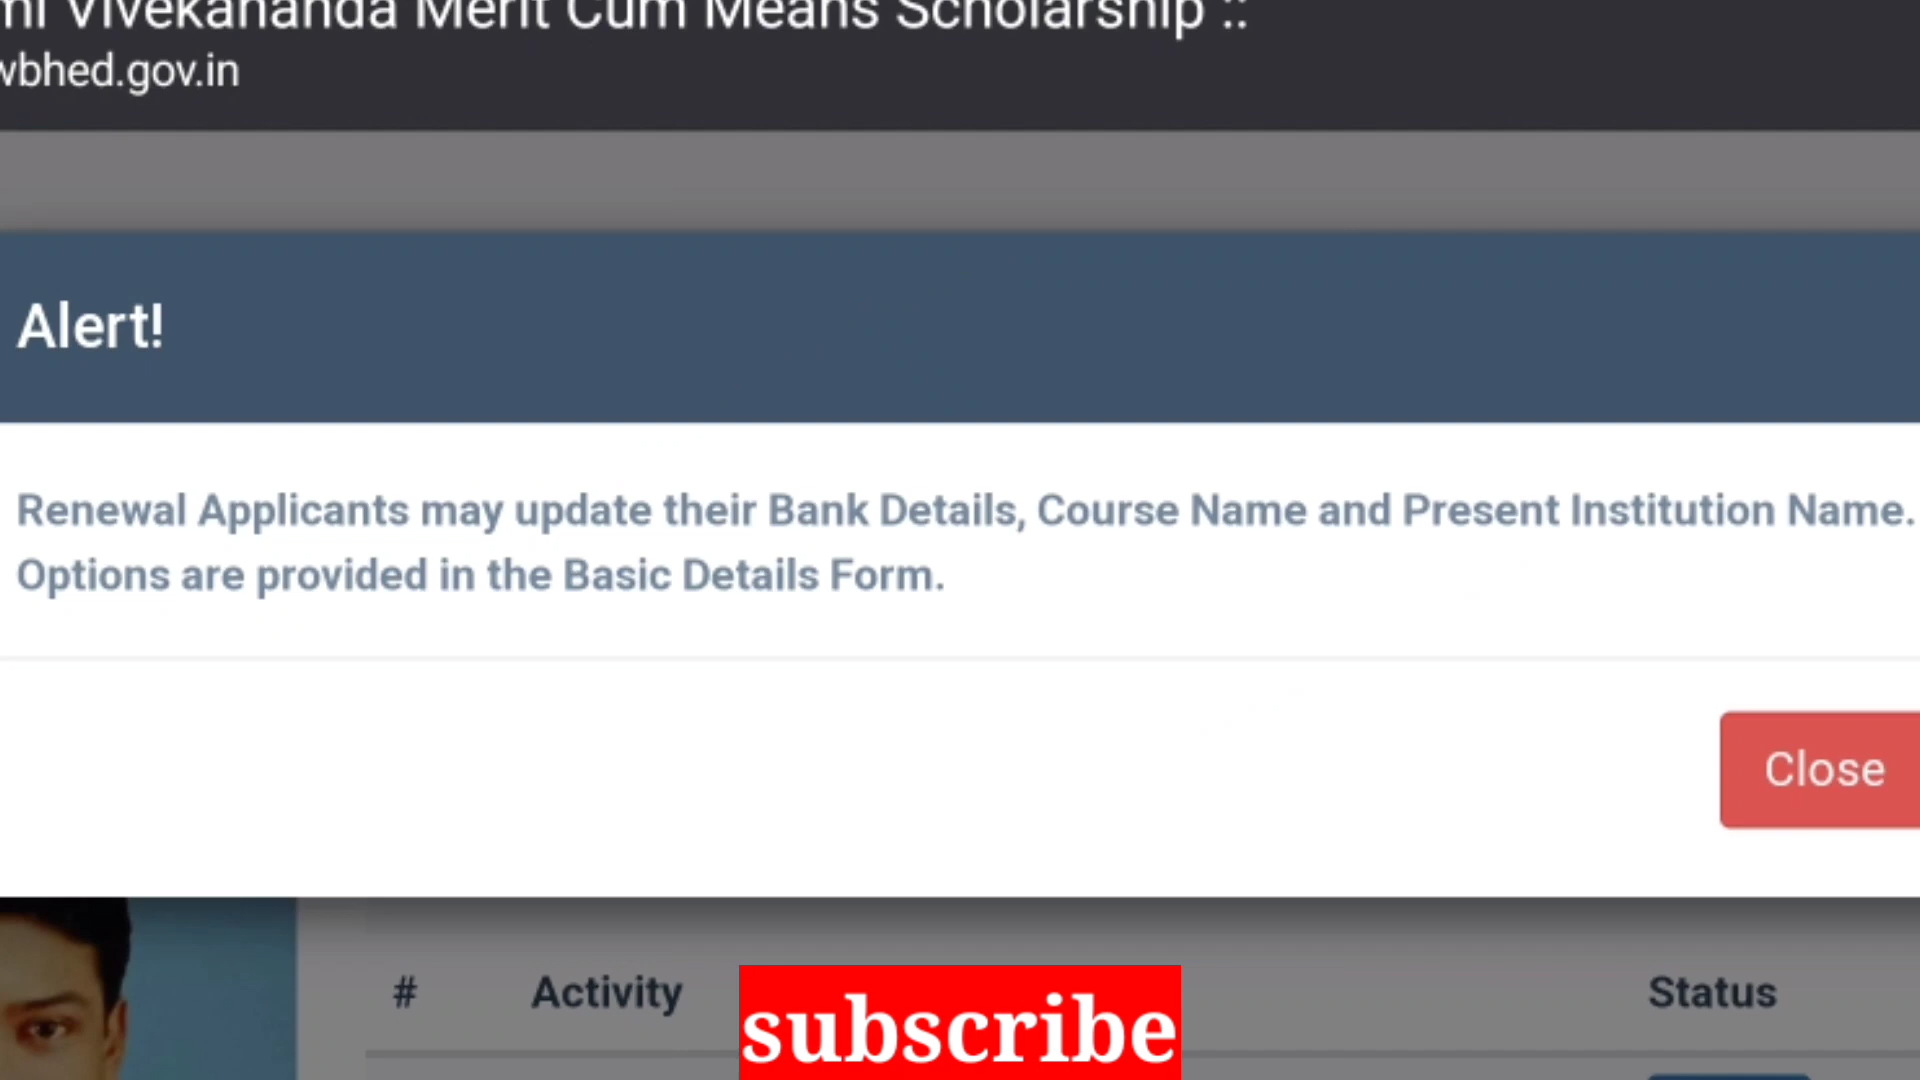 Vivekananda Merit Cum Means Scholarship ::
wbhed.gov.in
Alert!
Renewal Applicants may update their Bank Details, Course Name and Present Institution Name.
Options are provided in the Basic Details Form.
Close
# Activity Status
subscribe